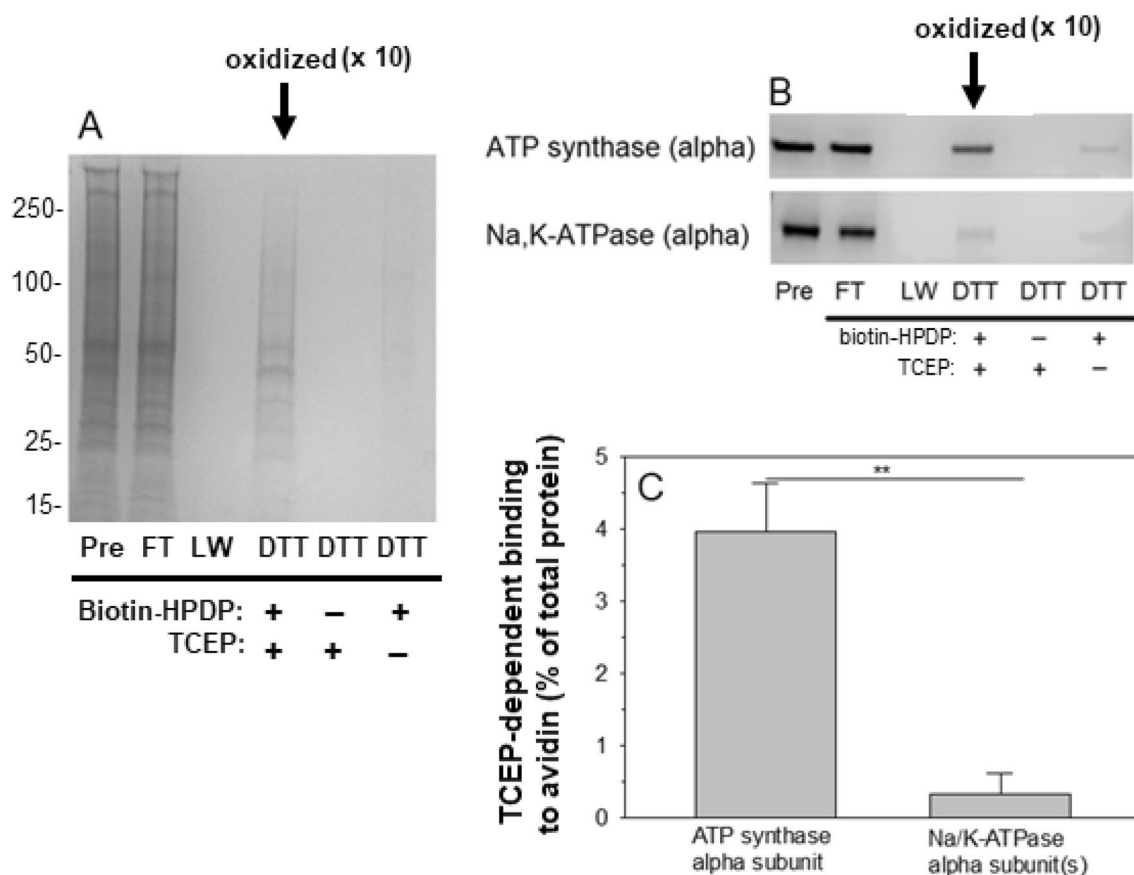 oxidized (x 10)
A
250-
100-
50-
25-
15-
Pre FT LW DTT DTT DTT
Biotin-HPDP: + – +
TCEP: + + –
oxidized (x 10)
B
ATP synthase (alpha)
Na,K-ATPase (alpha)
Pre FT LW DTT DTT DTT
biotin-HPDP: + – +
TCEP: + + –
TCEP-dependent binding
to avidin (% of total protein)
5
4
3
2
1
0
C
**
ATP synthase
alpha subunit
Na/K-ATPase
alpha subunit(s)